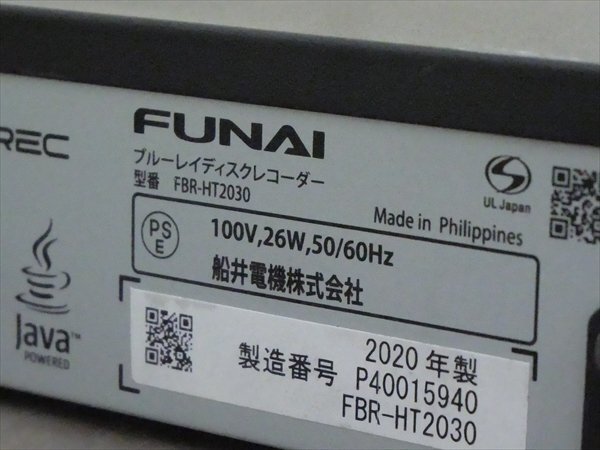 REC
FUNAI
ブルーレイディスクレコーダー
型番 FBR-HT2030
UL Japan
Made in Philippines
PS
E
100V,26W,50/60Hz
船井電機株式会社
Java™
POWERED
2020 年製
製造番号 P40015940
FBR-HT2030